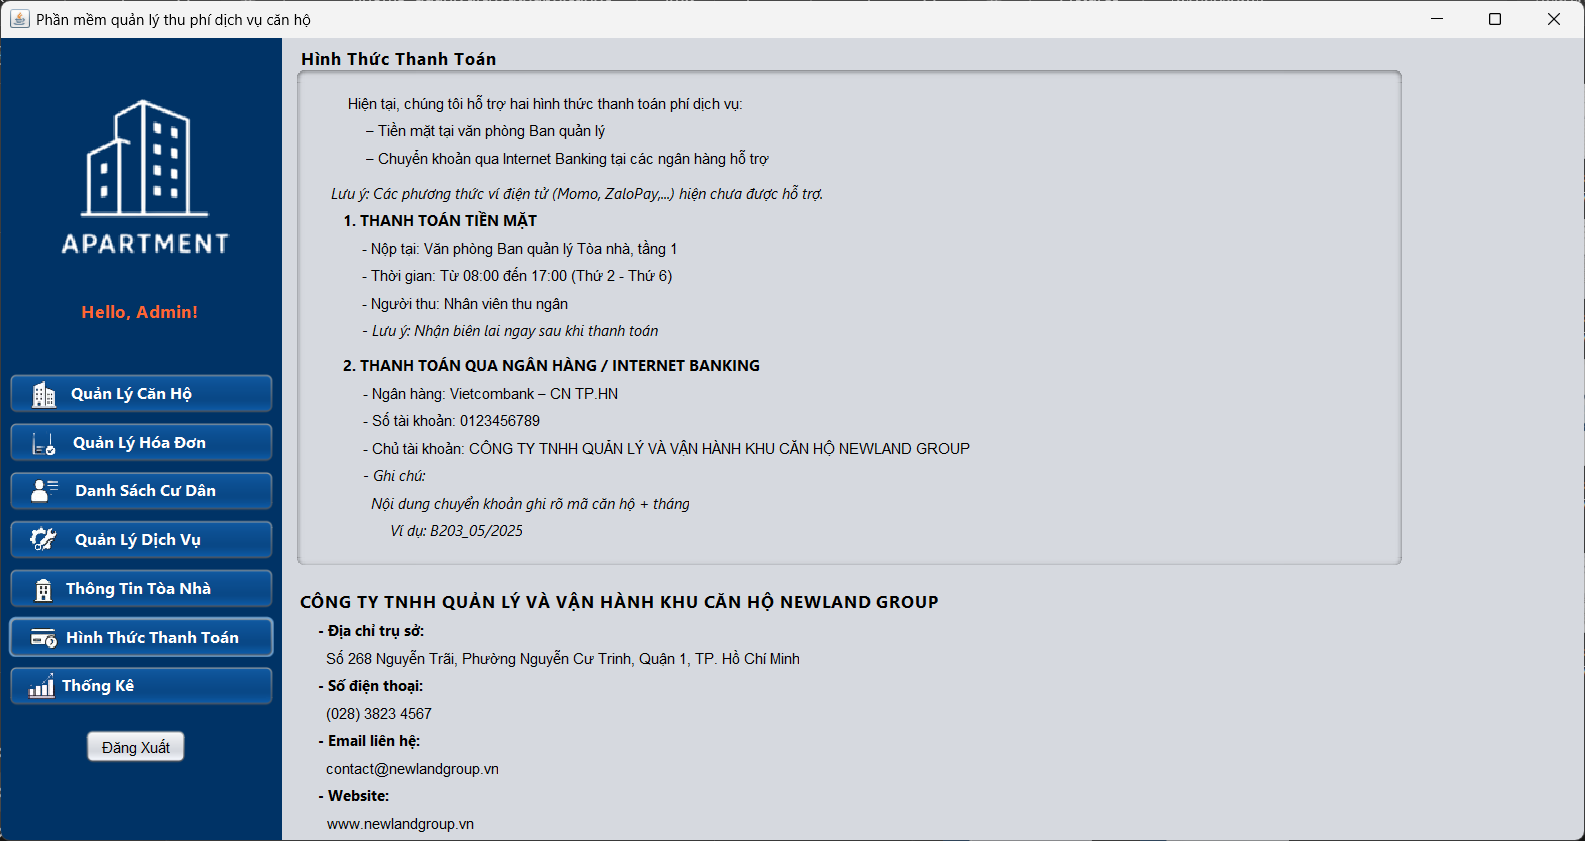 Phần mềm quản lý thu phí dịch vụ căn hộ
APARTMENT
Hello, Admin!
Quản Lý Căn Hộ
Quản Lý Hóa Đơn
Danh Sách Cư Dân
Quản Lý Dịch Vụ
Thông Tin Tòa Nhà
Hình Thức Thanh Toán
Thống Kê
Đăng Xuất
Hình Thức Thanh Toán
Hiện tại, chúng tôi hỗ trợ hai hình thức thanh toán phí dịch vụ:
– Tiền mặt tại văn phòng Ban quản lý
– Chuyển khoản qua Internet Banking tại các ngân hàng hỗ trợ
Lưu ý: Các phương thức ví điện tử (Momo, ZaloPay,...) hiện chưa được hỗ trợ.
1. THANH TOÁN TIỀN MẶT
- Nộp tại: Văn phòng Ban quản lý Tòa nhà, tầng 1
- Thời gian: Từ 08:00 đến 17:00 (Thứ 2 - Thứ 6)
- Người thu: Nhân viên thu ngân
- Lưu ý: Nhận biên lai ngay sau khi thanh toán
2. THANH TOÁN QUA NGÂN HÀNG / INTERNET BANKING
- Ngân hàng: Vietcombank – CN TP.HN
- Số tài khoản: 0123456789
- Chủ tài khoản: CÔNG TY TNHH QUẢN LÝ VÀ VẬN HÀNH KHU CĂN HỘ NEWLAND GROUP
- Ghi chú:
Nội dung chuyển khoản ghi rõ mã căn hộ + tháng
Ví dụ: B203_05/2025
CÔNG TY TNHH QUẢN LÝ VÀ VẬN HÀNH KHU CĂN HỘ NEWLAND GROUP
- Địa chỉ trụ sở:
Số 268 Nguyễn Trãi, Phường Nguyễn Cư Trinh, Quận 1, TP. Hồ Chí Minh
- Số điện thoại:
(028) 3823 4567
- Email liên hệ:
contact@newlandgroup.vn
- Website:
www.newlandgroup.vn